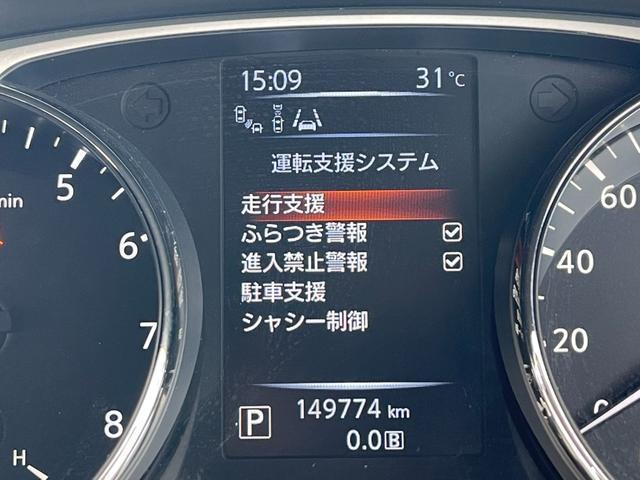 15:09 31℃
運転支援システム
走行支援
ふらつき警報
進入禁止警報
駐車支援
シャシー制御
P 149774 km
0.0 B
min
5
6
7
8
H
60
40
20
0